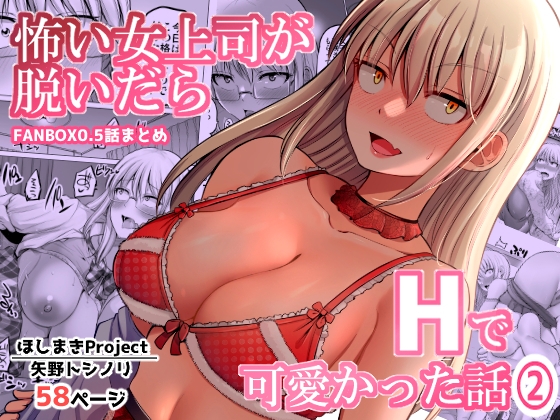 怖い女上司が
脱いだら
FANBOX0.5話まとめ
Hで
可愛かった話②
ほしまきProject
矢野トシノリ
58ページ